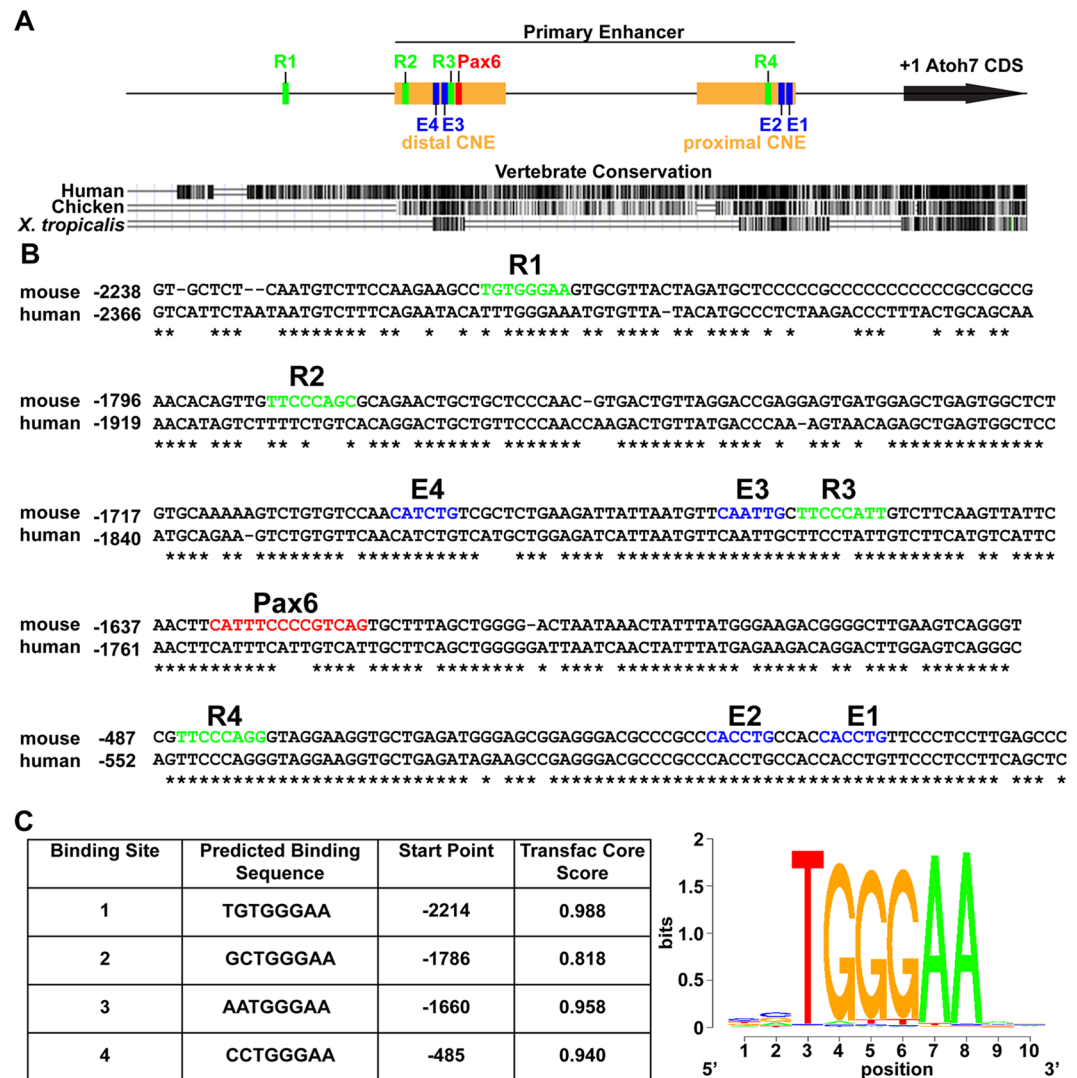 A
Primary Enhancer
R1 R2 R3 Pax6 R4 +1 Atoh7 CDS
E4 E3 E2 E1
distal CNE proximal CNE
Vertebrate Conservation
Human
Chicken
X. tropicalis
B
R1
mouse -2238 GT-GCTCT--CAATGTCTTCCAAGAAGCCTGTGGGAAGTGCGTTACTAGATGCTCCCCCGCCCCCCCCCCCCGCCGCCG
human -2366 GTCATTCTAATAATGTCTTTCAGAATACATTTGGGAAATGTGTTA-TACATGCCCTCTAAGACCCTTTACTGCAGCAA
** *** ******** ** * * ***** ** **** **** * * *** * ** **
R2
mouse -1796 AACACAGTTGTTCCCAGCGCAGAACTGCTGCTCCCAAC-GTGACTGTTAGGACCGAGGAGTGATGGAGCTGAGTGGCTCT
human -1919 AACATAGTCTTTTCTGTCACAGGACTGCTGTTCCCAACCAAGACTGTTATGACCCAA-AGTAACAGAGCTGAGTGGCTCC
**** *** ** * ** *** ******* ******* ******** **** * *** * **************
E4 E3 R3
mouse -1717 GTGCAAAAAGTCTGTGTCCAACATCTGTCGCTCTGAAGATTATTAATGTTCAATTGCTTCCCATTGTCTTCAAGTTATTC
human -1840 ATGCAGAA-GTCTGTGTTCAACATCTGTCATGCTGGAGATCATTAATGTTCAATTGCTTCCTATTGTCTTCATGTCATTC
**** ** ******** *********** *** **** ******************** ********** ** ****
Pax6
mouse -1637 AACTTCATTTCCCCGTCAGTGCTTTAGCTGGGG-ACTAATAAACTATTTATGGGAAGACGGGGCTTGAAGTCAGGGT
human -1761 AACTTCATTTCATTGTCATTGCTTCAGCTGGGGGATTAATCAACTATTTATGAGAAGACAGGACTTGGAGTCAGGGC
*********** **** ***** ******** * **** *********** ****** ** **** ********
R4 E2 E1
mouse -487 CGTTCCCAGGGTAGGAAGGTGCTGAGATGGGAGCGGAGGGACGCCCGCCCACCTGCCACCACCTGTTCCCTCCTTGAGCCC
human -552 AGTTCCCAGGGTAGGAAGGTGCTGAGATAGAAGCCGAGGGACGCCCGCCCACCTGCCACCACCTGTTCCCTCCTTCAGCTC
*************************** * *** **************************************** *** *
C
Binding Site Predicted Binding Sequence Start Point Transfac Core Score
1 TGTGGGAA -2214 0.988
2 GCTGGGAA -1786 0.818
3 AATGGGAA -1660 0.958
4 CCTGGGAA -485 0.940
2
1.5
1.0
0.5
0
bits
TGGGAA
1 2 3 4 5 6 7 8 9 10
5' position 3'